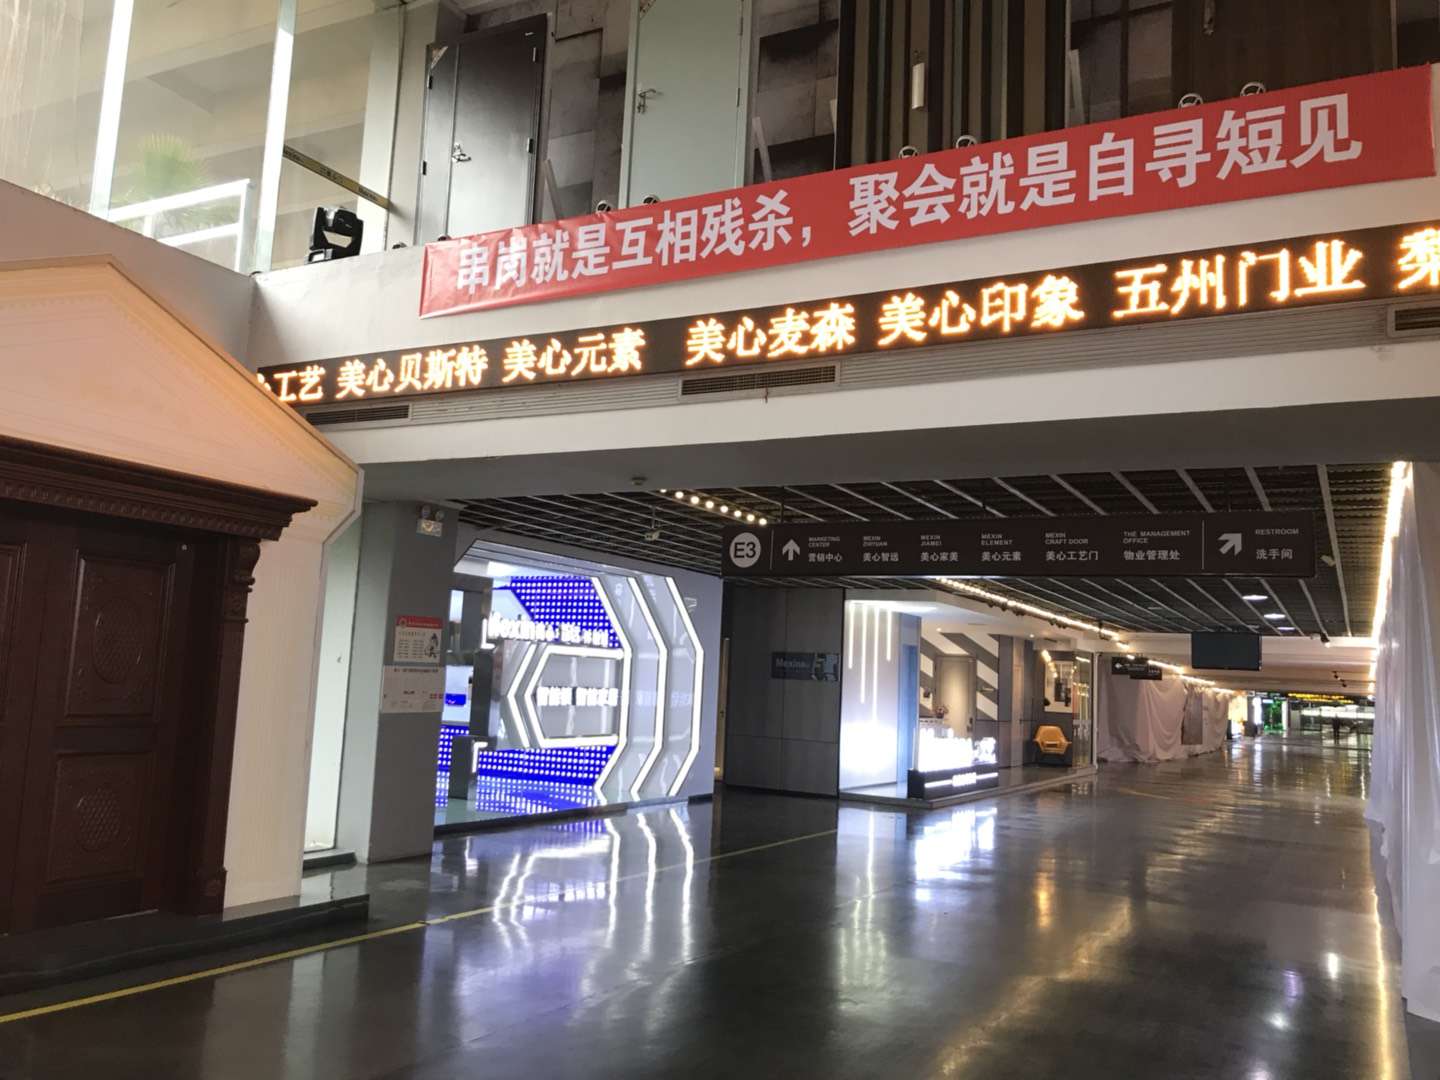 串岗就是互相残杀，聚会就是自寻短见
工艺 美心贝斯特 美心元素 美心麦森 美心印象 五州门业
E3
MARKETING CENTER
营销中心
MEXIN ZHIYUAN
美心智远
MEXIN JIAMEI
美心家美
MEXIN ELEMENT
美心元素
MEXIN CRAFT DOOR
美心工艺门
THE MANAGEMENT OFFICE
物业管理处
RESTROOM
洗手间
Mexin